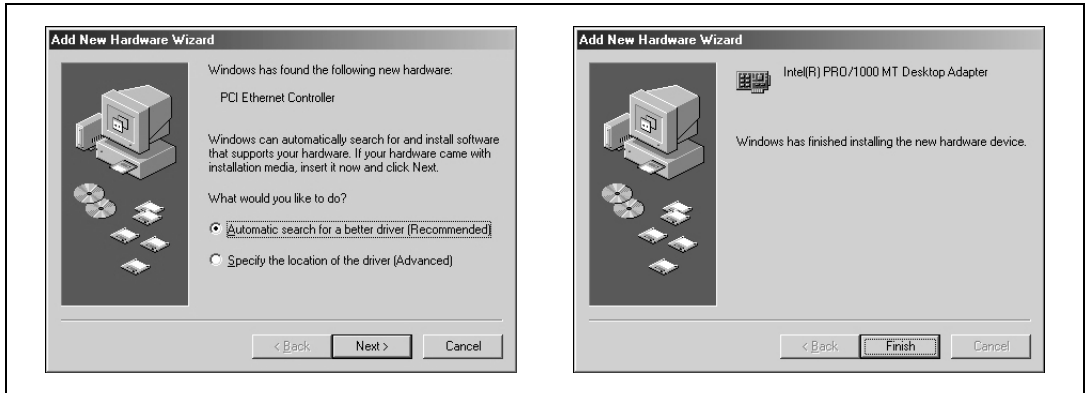 Add New Hardware Wizard
Windows has found the following new hardware:
PCI Ethernet Controller
Windows can automatically search for and install software
that supports your hardware. If your hardware came with
installation media, insert it now and click Next.
What would you like to do?
Automatic search for a better driver (Recommended)
Specify the location of the driver (Advanced)
< Back
Next >
Cancel
Add New Hardware Wizard
Intel(R) PRO/1000 MT Desktop Adapter
Windows has finished installing the new hardware device.
< Back
Finish
Cancel